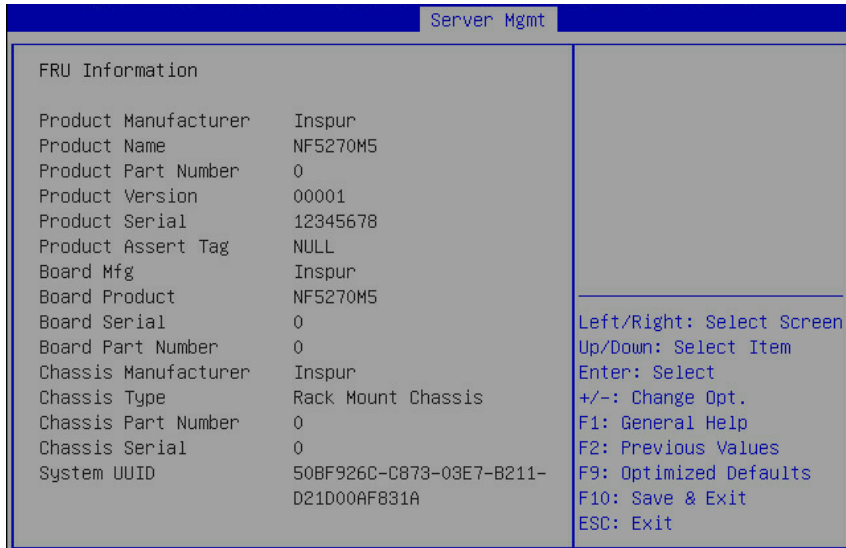 Server Mgmt
FRU Information
Product Manufacturer Inspur
Product Name NF5270M5
Product Part Number 0
Product Version 00001
Product Serial 12345678
Product Assert Tag NULL
Board Mfg Inspur
Board Product NF5270M5
Board Serial 0
Board Part Number 0
Chassis Manufacturer Inspur
Chassis Type Rack Mount Chassis
Chassis Part Number 0
Chassis Serial 0
System UUID 50BF926C-C873-03E7-B211-
D21D00AF831A
Left/Right: Select Screen
Up/Down: Select Item
Enter: Select
+/-: Change Opt.
F1: General Help
F2: Previous Values
F9: Optimized Defaults
F10: Save & Exit
ESC: Exit